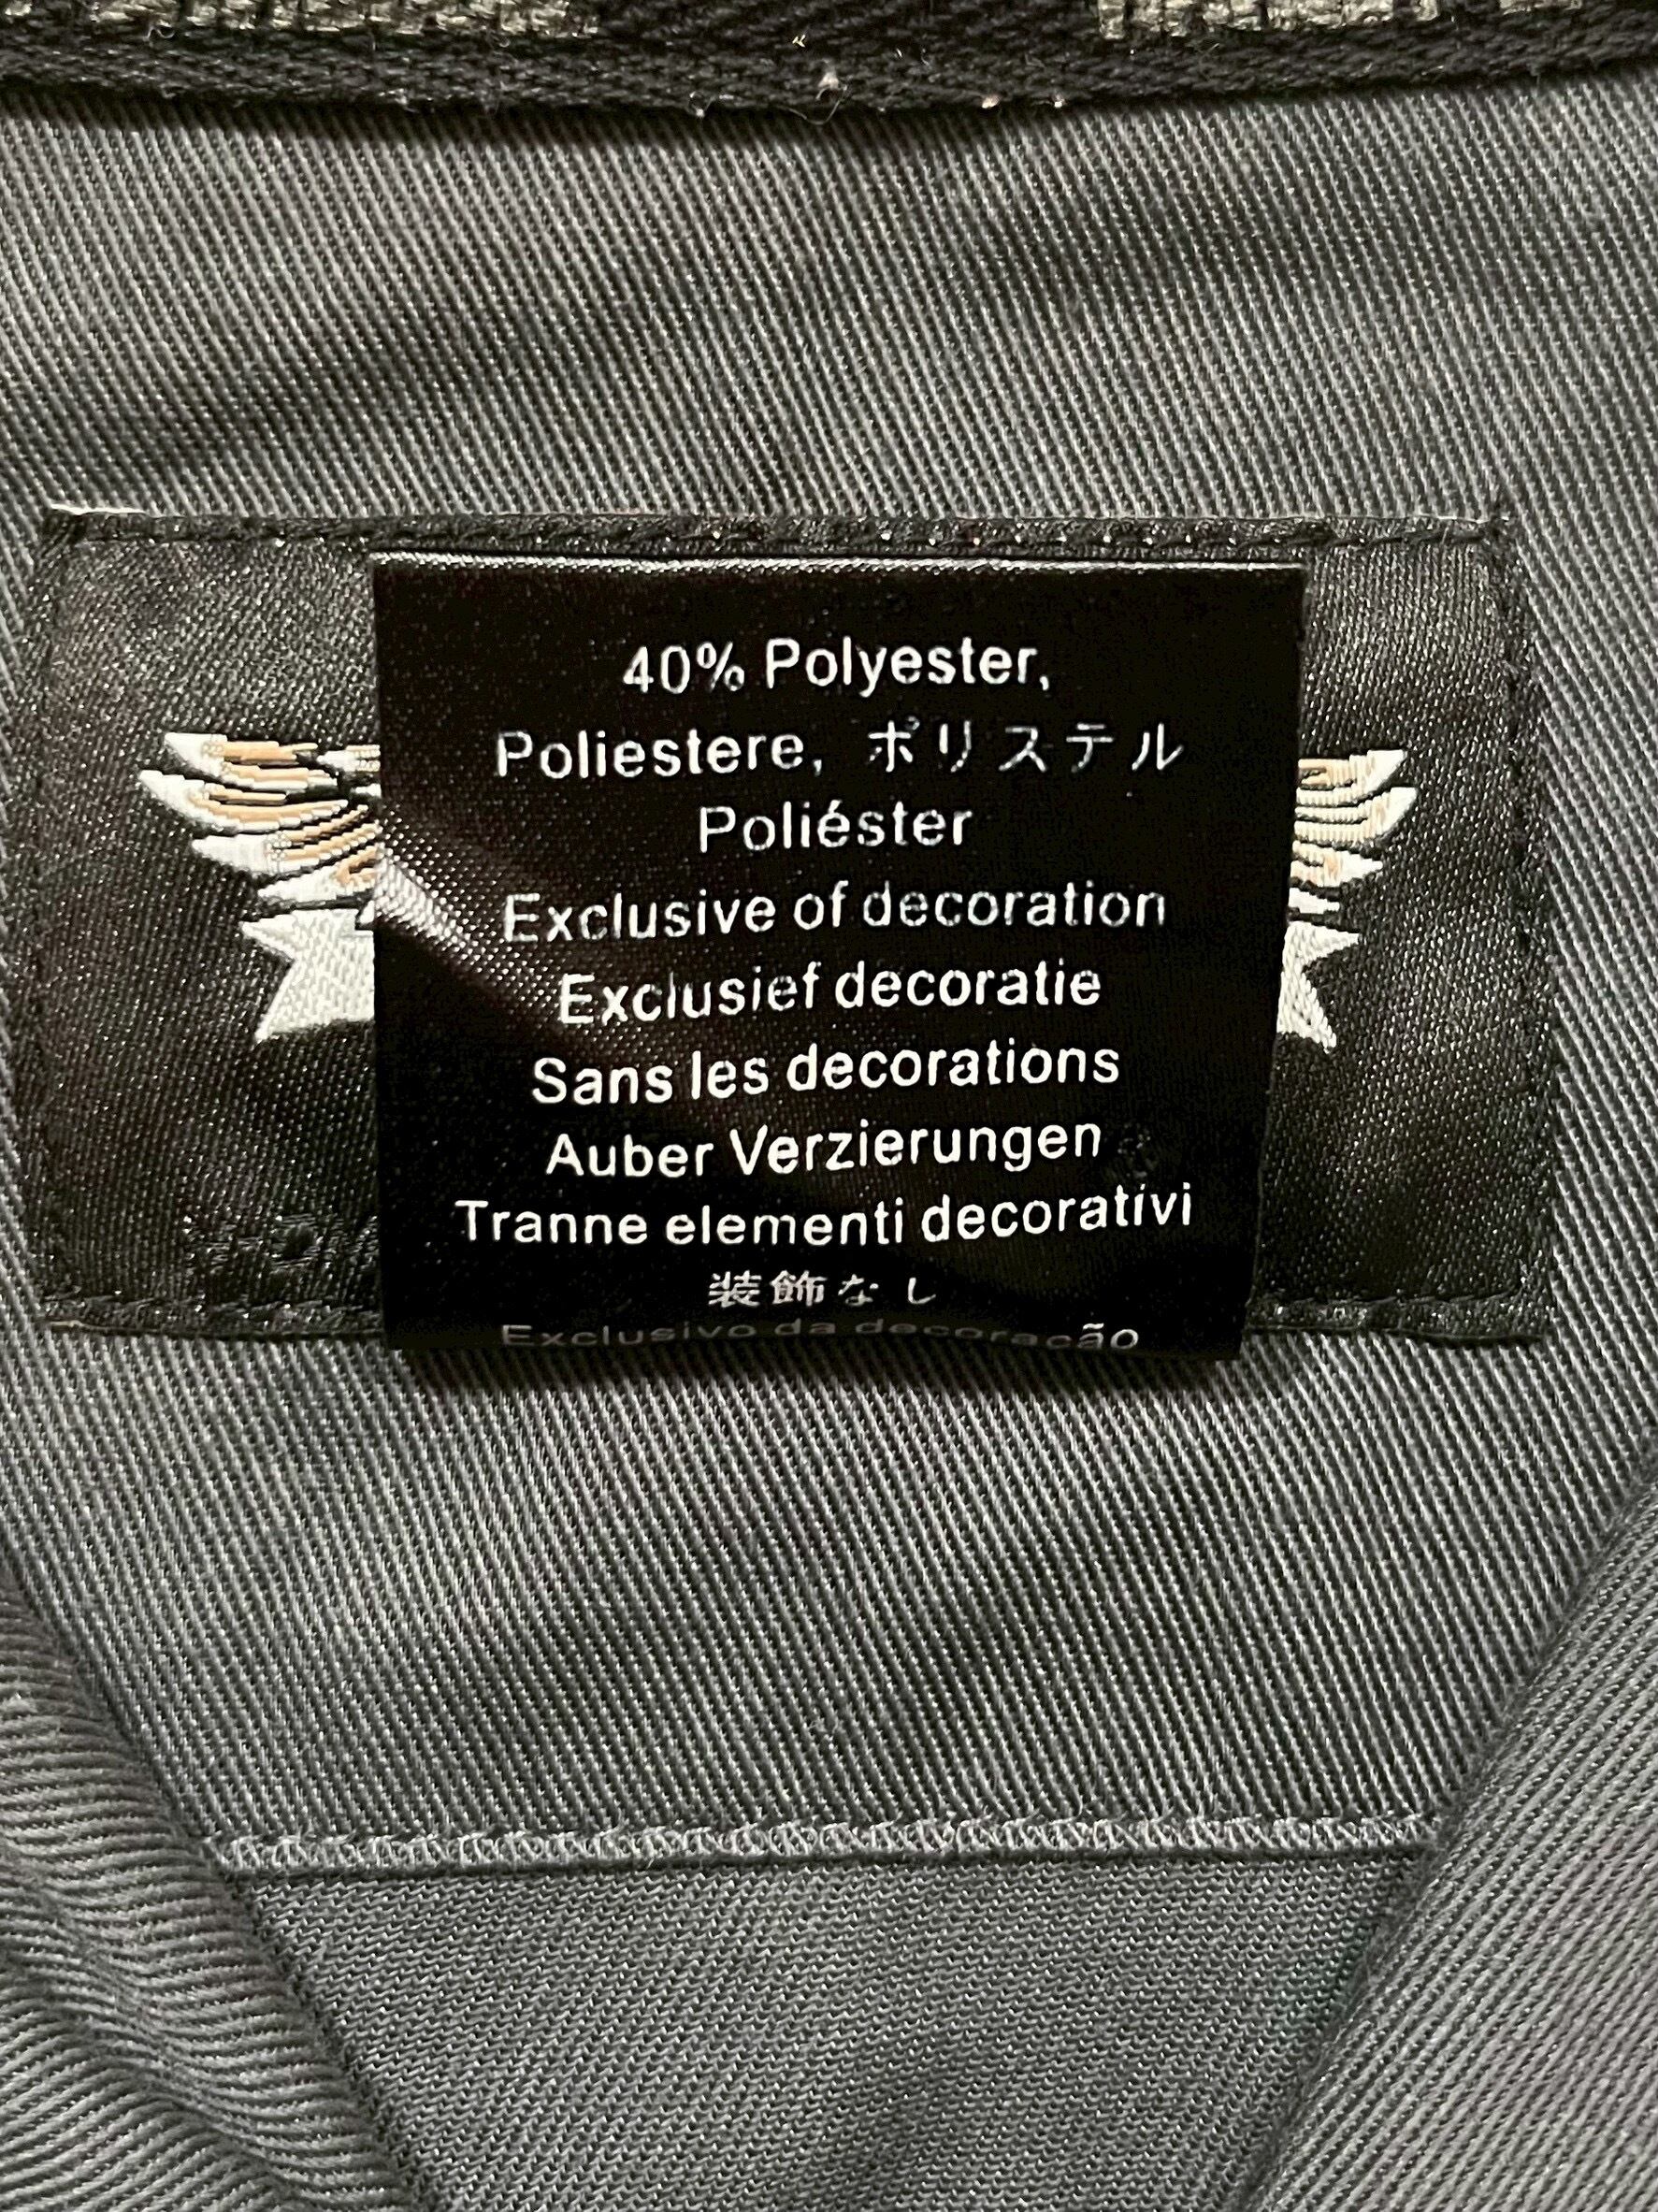 40% Polyester,
Poliestere, ポリステル
Poliéster
Exclusive of decoration
Exclusief decoratie
Sans les decorations
Auber Verzierungen
Tranne elementi decorativi
装飾なし
Exclusivo da decoração